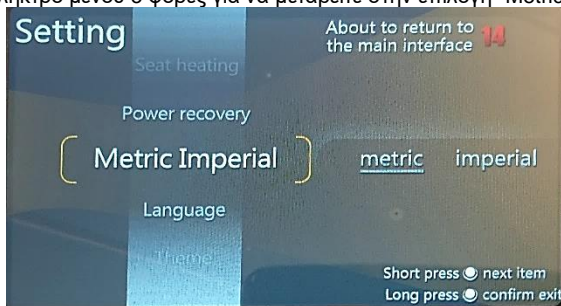 Setting
About to return to
the main interface 14
Seat heating
Power recovery
Metric Imperial
metric imperial
Language
Theme
Short press next item
Long press confirm exit